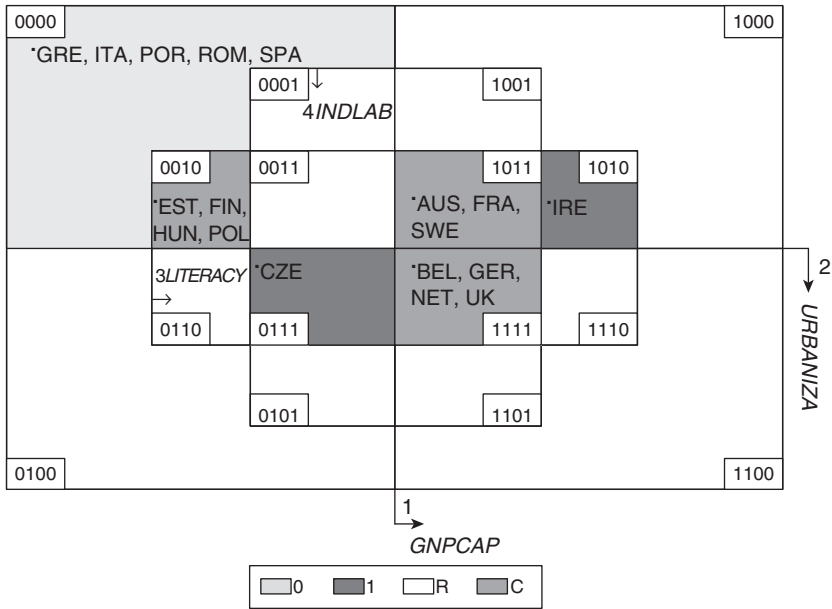 0000
1000
GRE, ITA, POR, ROM, SPA
0001
1001
4INDLAB
0010
0011
1011
1010
EST, FIN,
HUN, POL
AUS, FRA,
SWE
IRE
3LITERACY
CZE
BEL, GER,
NET, UK
2
URBANIZA
0110
0111
1111
1110
0101
1101
0100
1100
1
GNPCAP
0 1 R C